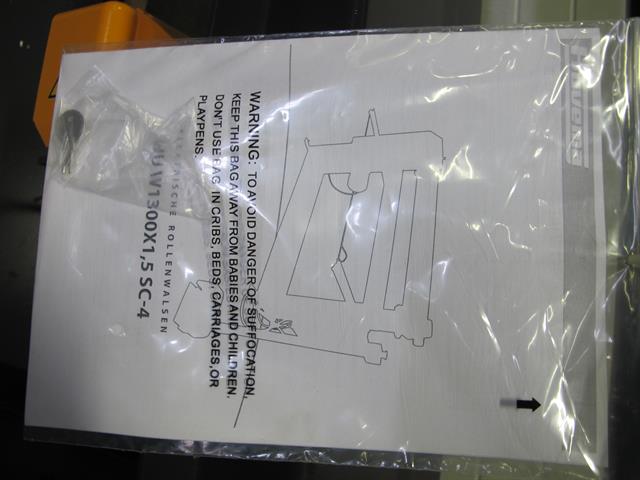 WARNING: TO AVOID DANGER OF SUFFOCATION,
KEEP THIS BAG AWAY FROM BABIES AND CHILDREN.
DON'T USE BAG IN CRIBS, BEDS, CARRIAGES,OR
PLAYPENS.
ROLLENWALSEN
W1300X1,5 SC-4